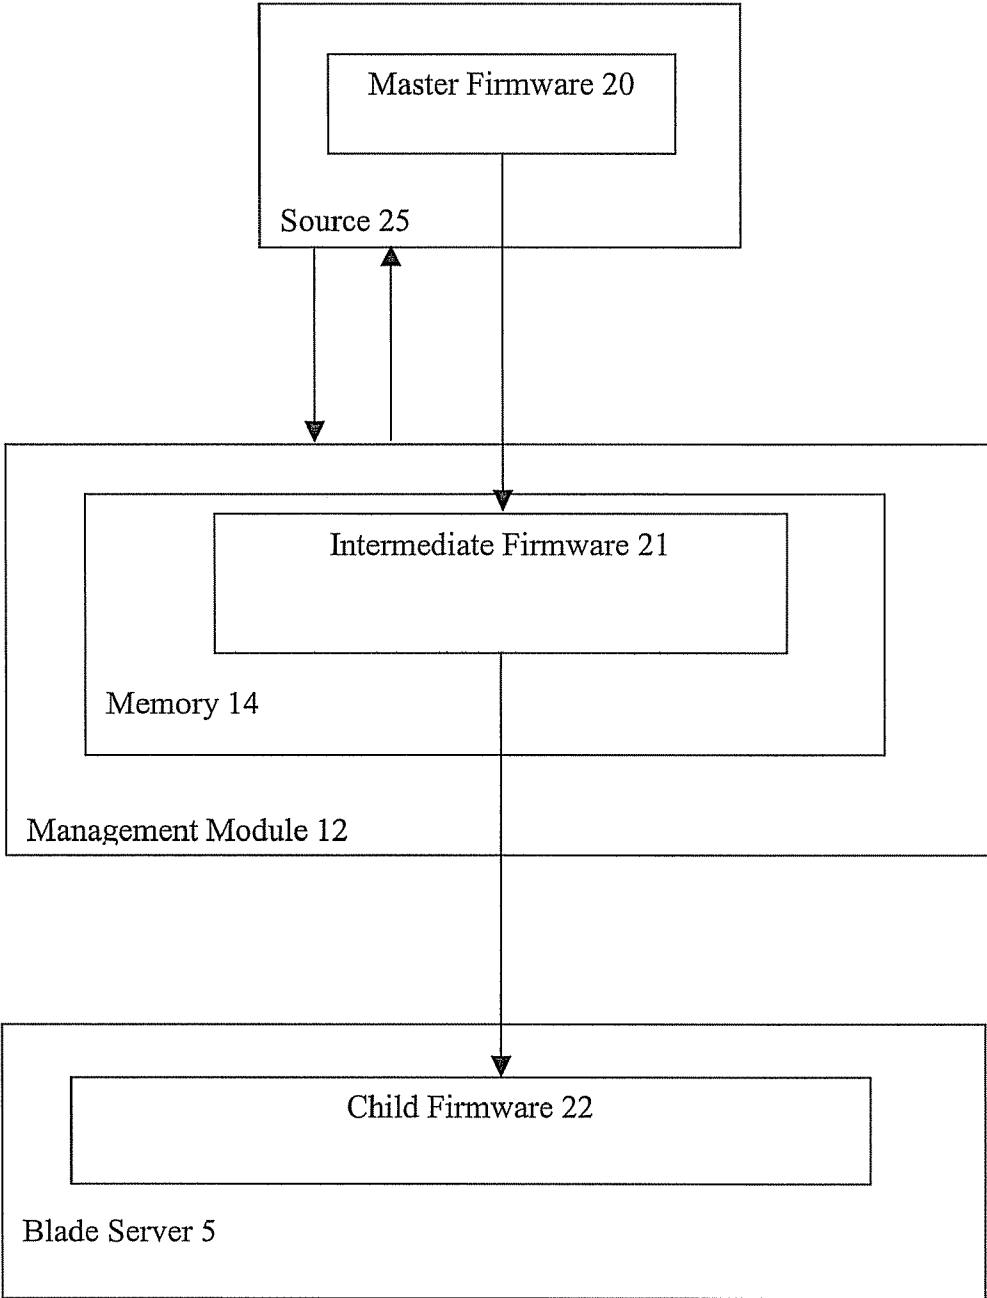 Master Firmware 20
Source 25
Intermediate Firmware 21
Memory 14
Management Module 12
Child Firmware 22
Blade Server 5